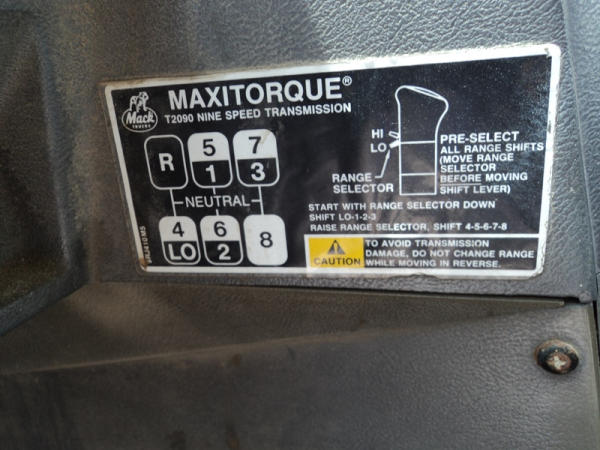 MAXITORQUE®
T2090 NINE SPEED TRANSMISSION
Mack
TRUCKS
R 5 7
1 3
NEUTRAL
4 6 8
LO 2
HI
LO
RANGE
SELECTOR
PRE-SELECT
ALL RANGE SHIFTS
(MOVE RANGE
SELECTOR
BEFORE MOVING
SHIFT LEVER)
START WITH RANGE SELECTOR DOWN
SHIFT LO-1-2-3
RAISE RANGE SELECTOR, SHIFT 4-5-6-7-8
CAUTION
TO AVOID TRANSMISSION
DAMAGE, DO NOT CHANGE RANGE
WHILE MOVING IN REVERSE.